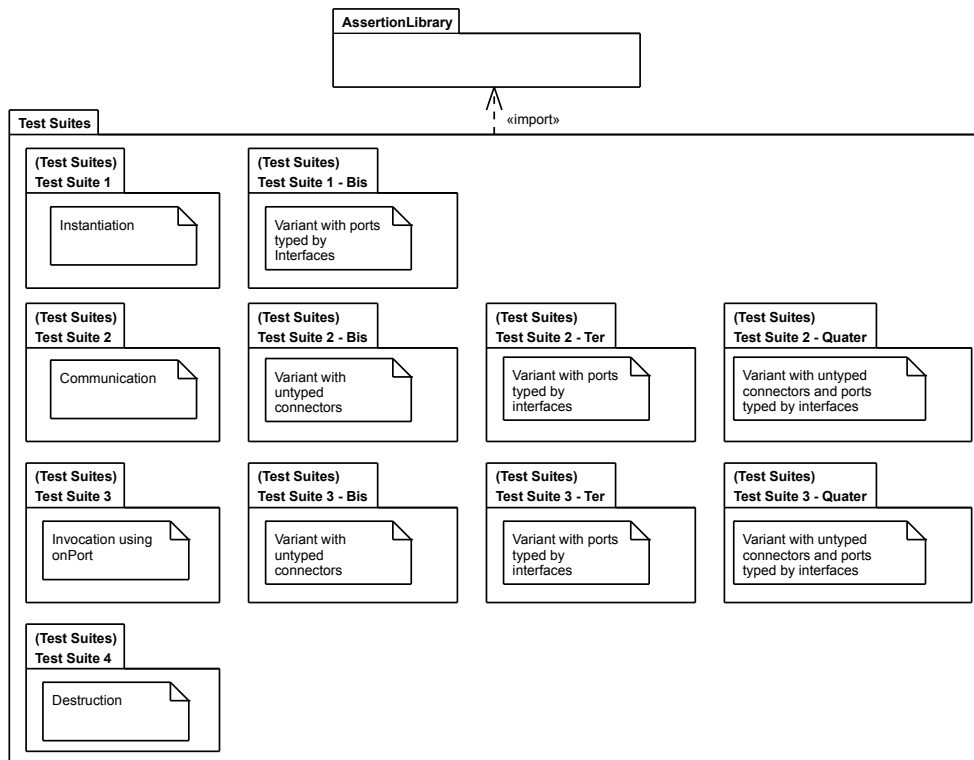 AssertionLibrary
«import»
Test Suites
(Test Suites)
Test Suite 1
Instantiation
(Test Suites)
Test Suite 1 - Bis
Variant with ports
typed by
Interfaces
(Test Suites)
Test Suite 2
Communication
(Test Suites)
Test Suite 2 - Bis
Variant with
untyped
connectors
(Test Suites)
Test Suite 2 - Ter
Variant with ports
typed by
interfaces
(Test Suites)
Test Suite 2 - Quater
Variant with untyped
connectors and ports
typed by interfaces
(Test Suites)
Test Suite 3
Invocation using
onPort
(Test Suites)
Test Suite 3 - Bis
Variant with
untyped
connectors
(Test Suites)
Test Suite 3 - Ter
Variant with ports
typed by
interfaces
(Test Suites)
Test Suite 3 - Quater
Variant with untyped
connectors and ports
typed by interfaces
(Test Suites)
Test Suite 4
Destruction